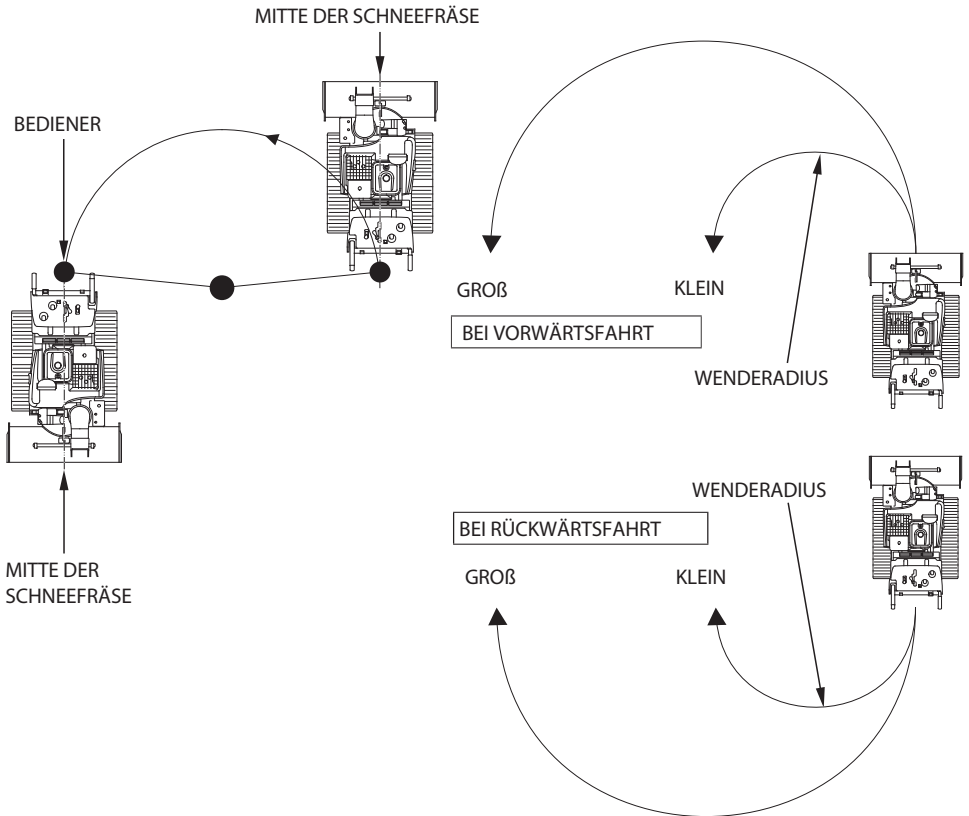 MITTE DER SCHNEEFRÄSE
BEDIENER
MITTE DER
SCHNEEFRÄSE
GROß
KLEIN
BEI VORWÄRTSFAHRT
WENDERADIUS
WENDERADIUS
BEI RÜCKWÄRTSFAHRT
GROß
KLEIN